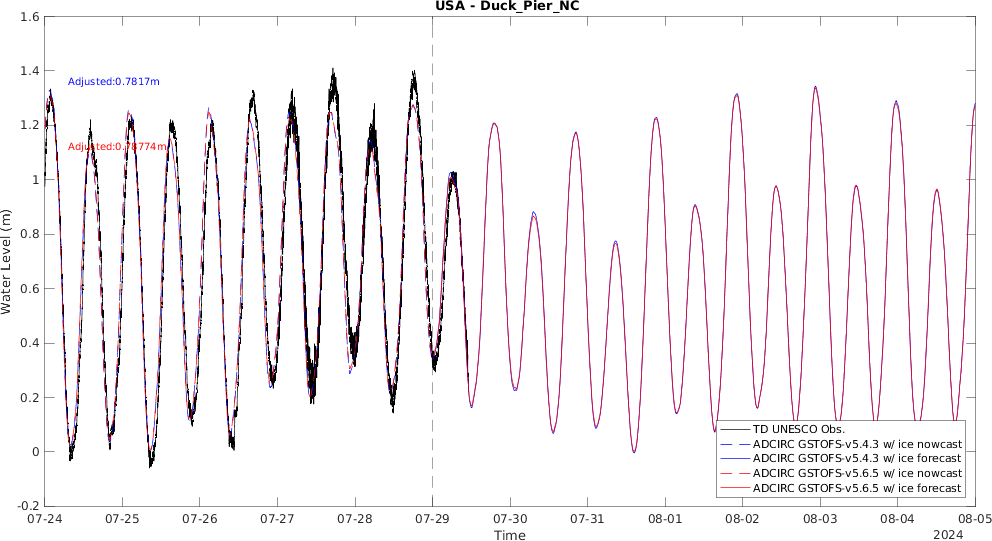 USA - Duck_Pier_NC
1.6
1.4
1.2
1
0.8
0.6
0.4
0.2
0
-0.2
Water Level (m)
Adjusted:0.7817m
Adjusted:0.78774m
TD UNESCO Obs.
ADCIRC GSTOFS-v5.4.3 w/ ice nowcast
ADCIRC GSTOFS-v5.4.3 w/ ice forecast
ADCIRC GSTOFS-v5.6.5 w/ ice nowcast
ADCIRC GSTOFS-v5.6.5 w/ ice forecast
07-24 07-25 07-26 07-27 07-28 07-29 07-30 07-31 08-01 08-02 08-03 08-04 08-05
Time
2024